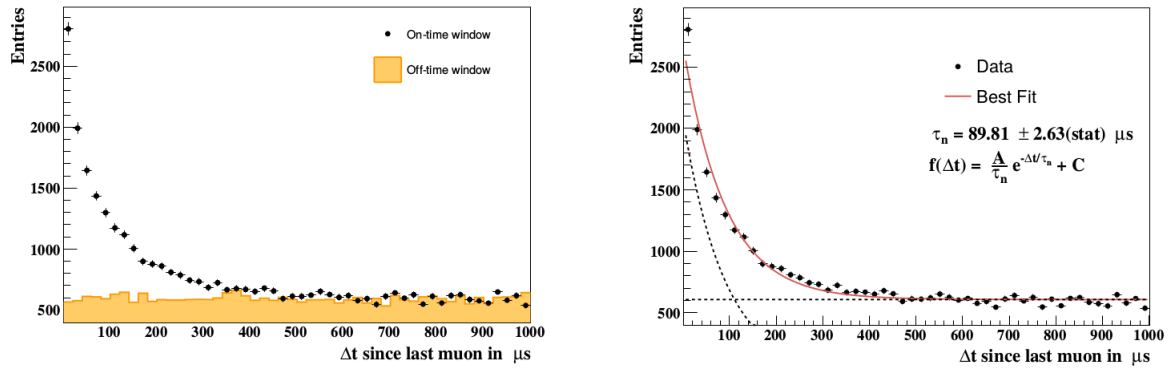 Entries
2500
2000
1500
1000
500
On-time window
Off-time window
100 200 300 400 500 600 700 800 900 1000
Δt since last muon in μs
Entries
2500
2000
1500
1000
500
Data
Best Fit
τn = 89.81 ± 2.63(stat) μs
f(Δt) = A/τn e^-Δt/τn + C
100 200 300 400 500 600 700 800 900 1000
Δt since last muon in μs